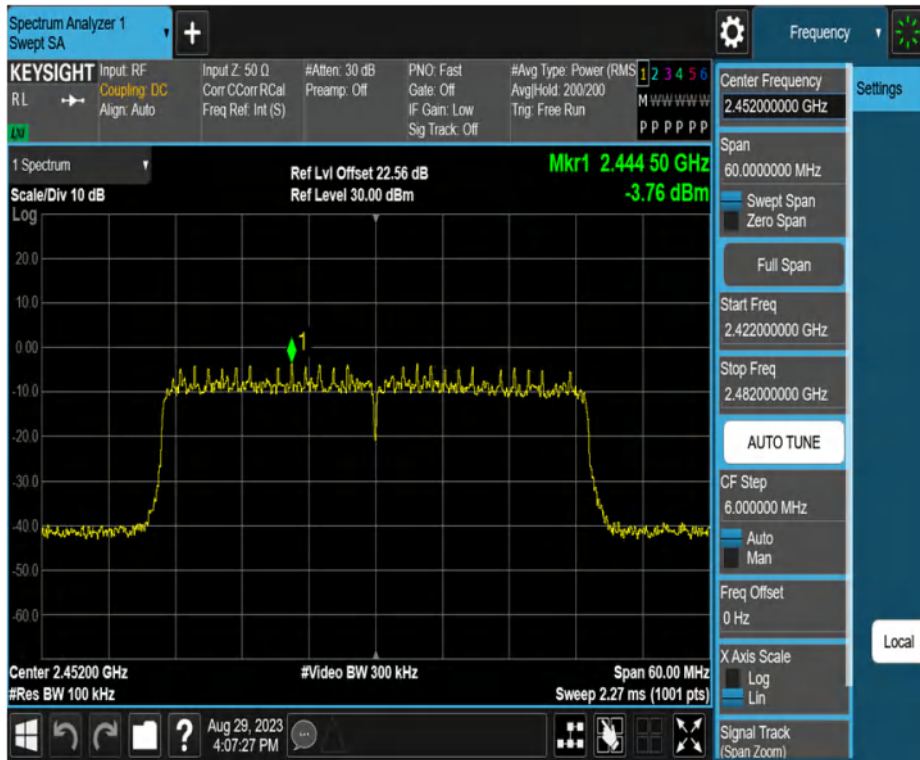 Spectrum Analyzer 1
Swept SA
+
Frequency
KEYSIGHT
R L
LXI
Input: RF
Coupling: DC
Align: Auto
Input Z: 50 Ω
Corr CCorr RCal
Freq Ref: Int (S)
#Atten: 30 dB
Preamp: Off
PNO: Fast
Gate: Off
IF Gain: Low
Sig Track: Off
#Avg Type: Power (RMS
Avg|Hold: 200/200
Trig: Free Run
1 2 3 4 5 6
M W W W W W
P P P P P P
Center Frequency
2.452000000 GHz
Settings
1 Spectrum
Scale/Div 10 dB
Log
Ref Lvl Offset 22.56 dB
Ref Level 30.00 dBm
Mkr1 2.444 50 GHz
-3.76 dBm
Span
60.0000000 MHz
Swept Span
Zero Span
Full Span
Start Freq
2.422000000 GHz
Stop Freq
2.482000000 GHz
AUTO TUNE
CF Step
6.000000 MHz
Auto
Man
Freq Offset
0 Hz
X Axis Scale
Log
Lin
Signal Track
(Span Zoom)
Local
20.0
10.0
0.00
1
-10.0
-20.0
-30.0
-40.0
-50.0
-60.0
Center 2.45200 GHz
#Res BW 100 kHz
#Video BW 300 kHz
Span 60.00 MHz
Sweep 2.27 ms (1001 pts)
?
Aug 29, 2023
4:07:27 PM